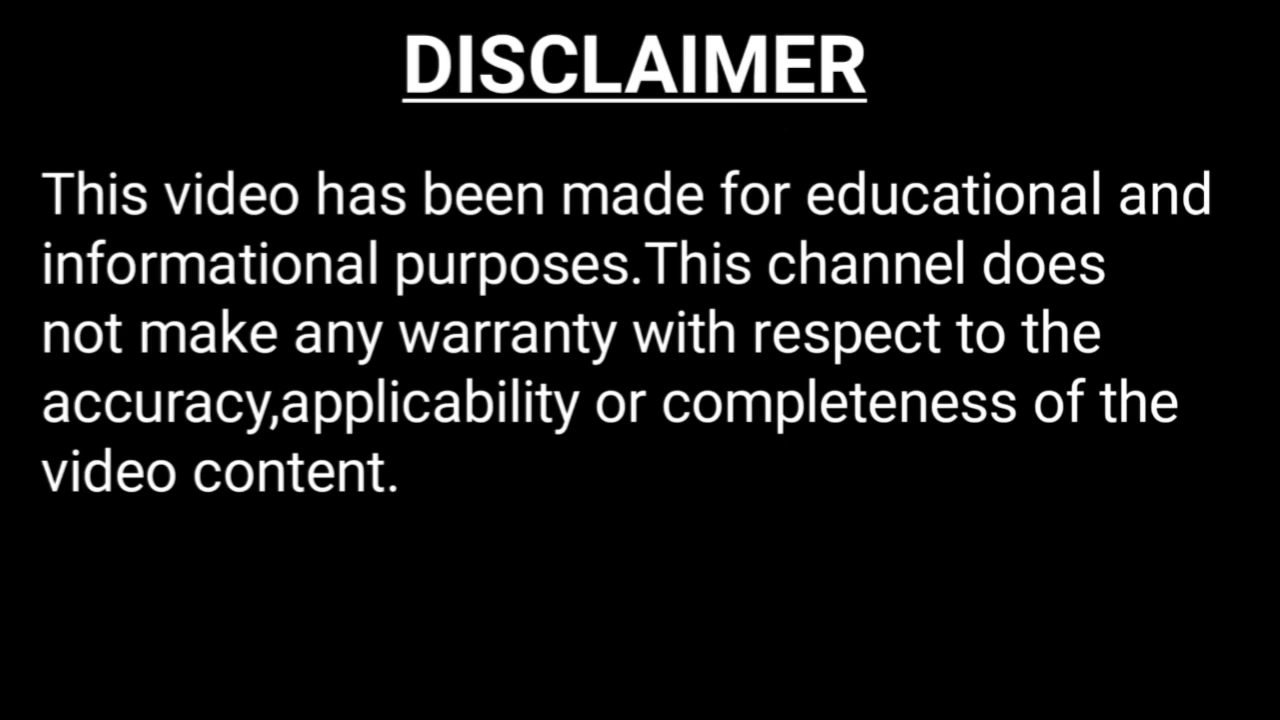 DISCLAIMER
This video has been made for educational and
informational purposes.This channel does
not make any warranty with respect to the
accuracy,applicability or completeness of the
video content.